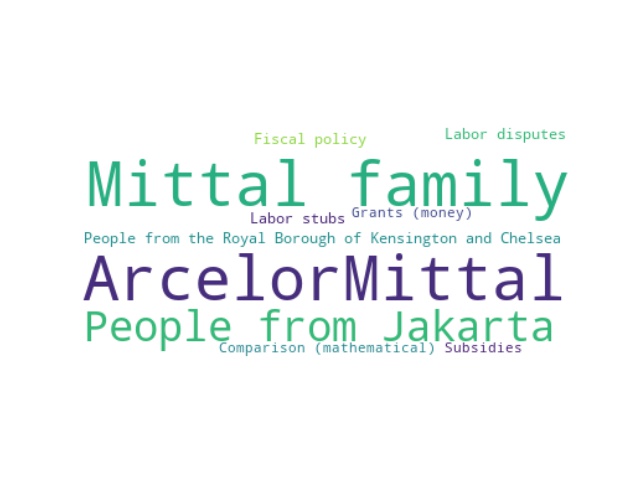 Labor disputes
Fiscal policy
Mittal family
Grants (money)
Labor stubs
People from the Royal Borough of Kensington and Chelsea
ArcelorMittal
People from Jakarta
Comparison (mathematical)
Subsidies